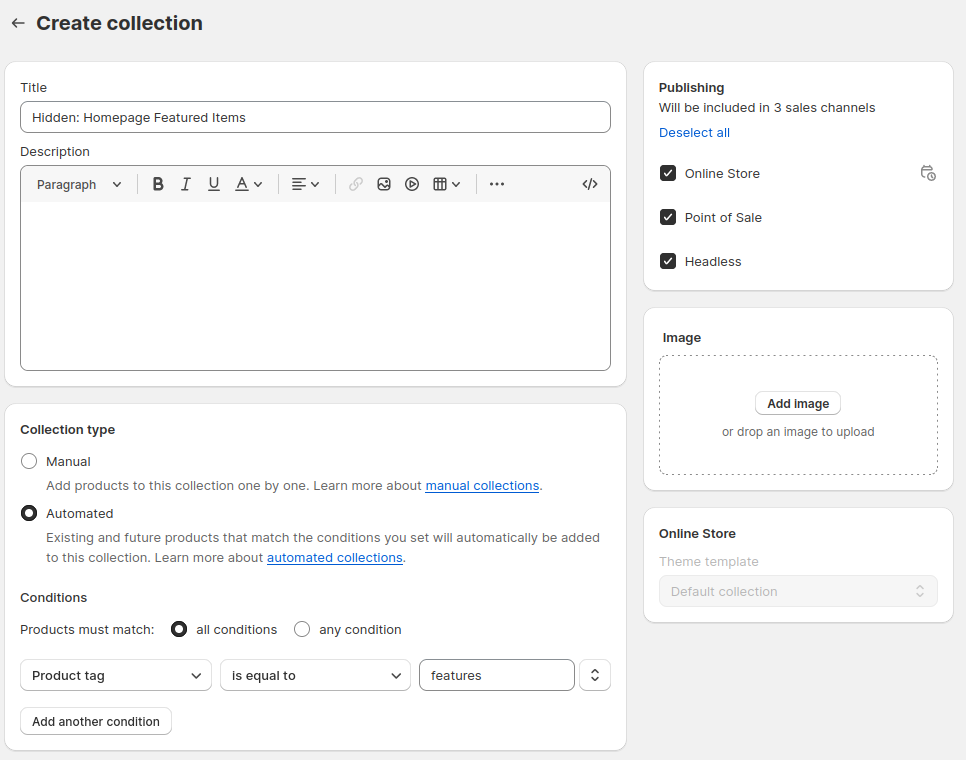 Create collection
Title
Hidden: Homepage Featured Items
Description
Paragraph
B I U A
Collection type
Manual
Add products to this collection one by one. Learn more about manual collections.
Automated
Existing and future products that match the conditions you set will automatically be added
to this collection. Learn more about automated collections.
Conditions
Products must match: all conditions any condition
Product tag is equal to features
Add another condition
Publishing
Will be included in 3 sales channels
Deselect all
Online Store
Point of Sale
Headless
Image
Add image
or drop an image to upload
Online Store
Theme template
Default collection